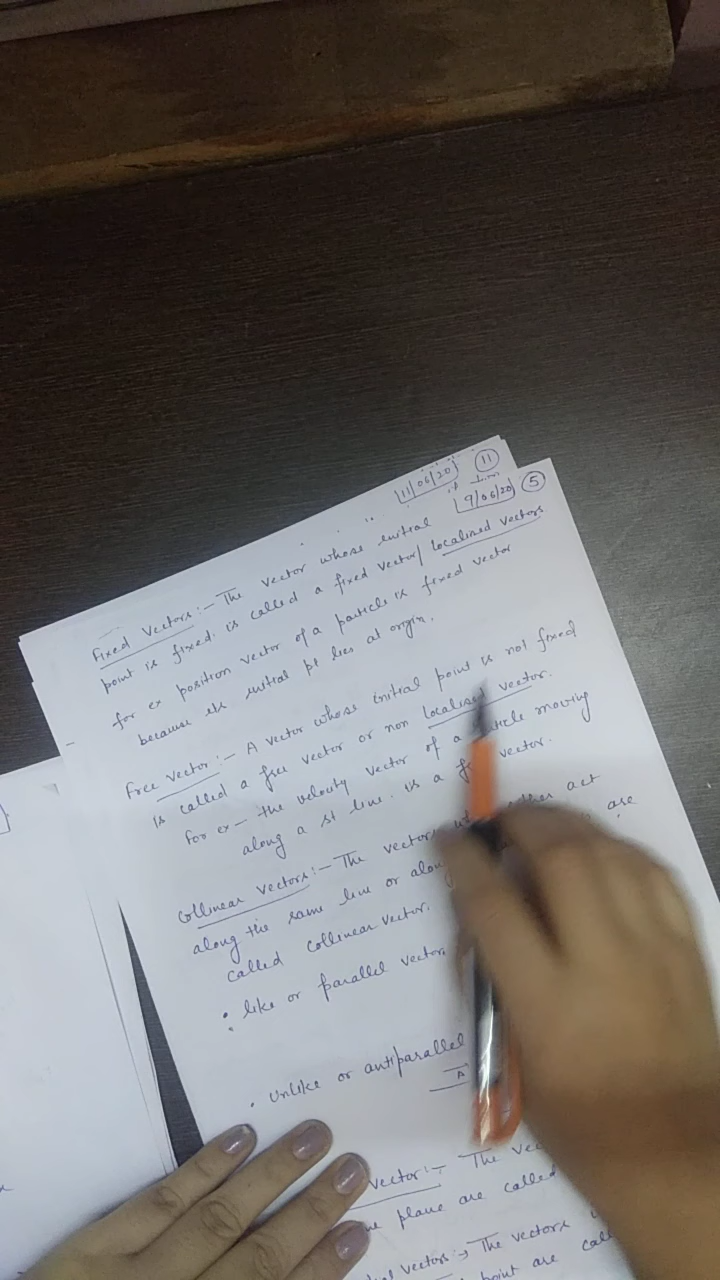 11/06/20 11
9/06/20 5
Fixed Vectors:- The vector whose initial
point is fixed is called a fixed vector/ localized vectors.
for ex position vector of a particle is fixed vector
because its initial pt lies at origin.
Free vector:- A vector whose initial point is not fixed
is called a free vector or non localised vector.
For ex- the velocity vector of a particle moving
along a st line. is a vector.
Collinear vectors:- The vectors act
along the same line or along are
called collinear vector.
• like or parallel vector
• Unlike or antiparallel
A
vector:- The
plane are called
vectors:- The vectors
point are